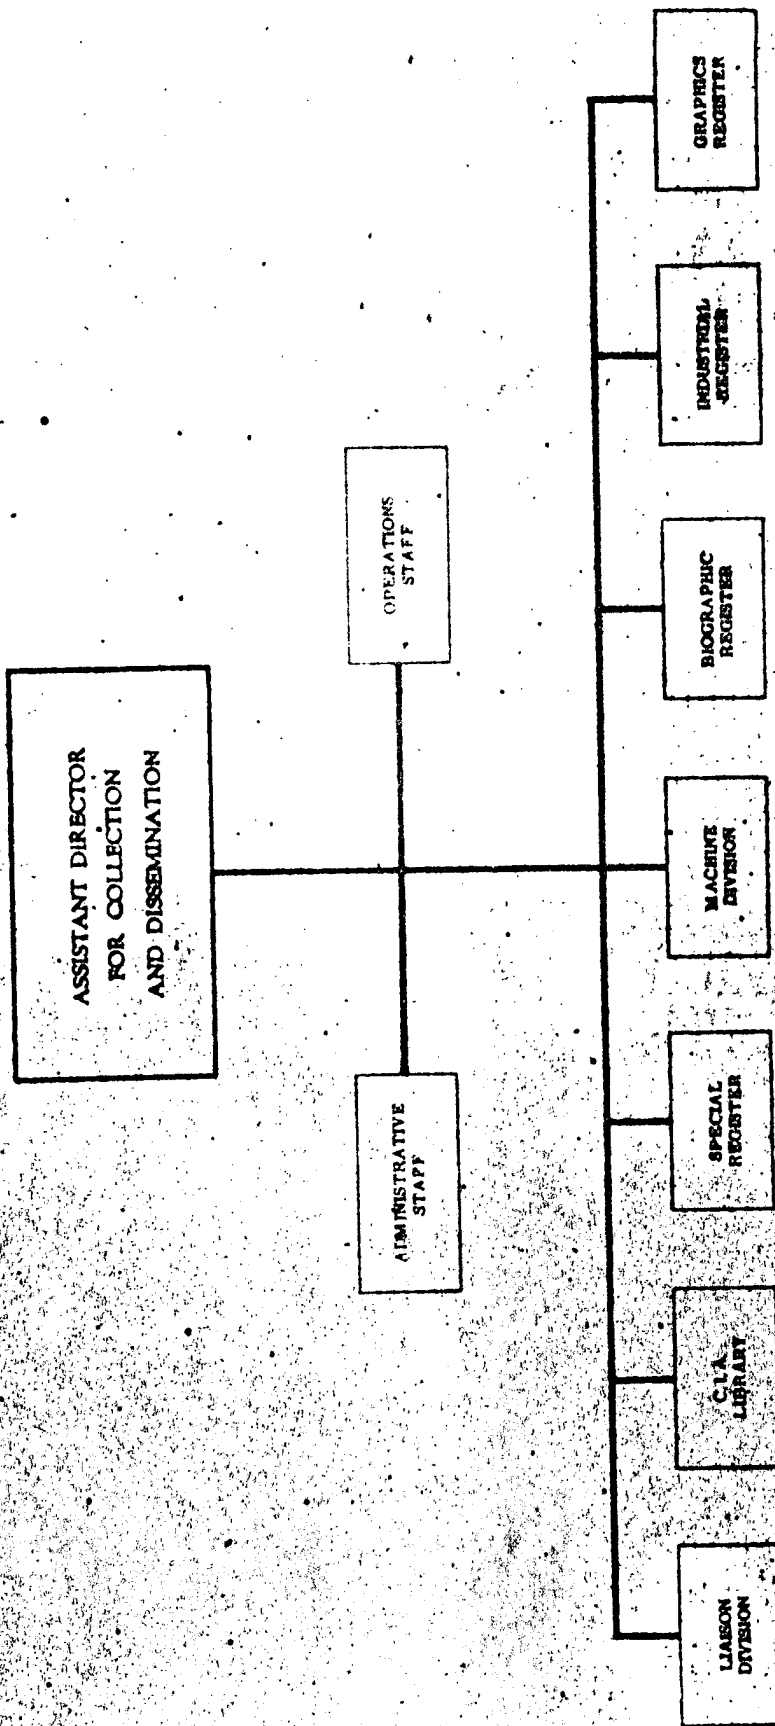 ASSISTANT DIRECTOR
FOR COLLECTION
AND DISSEMINATION
ADMINISTRATIVE
STAFF
OPERATIONS
STAFF
LIAISON
DIVISION
C.I.A.
LIBRARY
SPECIAL
REGISTER
MACHINE
DIVISION
BIOGRAPHIC
REGISTER
INDUSTRIAL
REGISTER
GRAPHICS
REGISTER